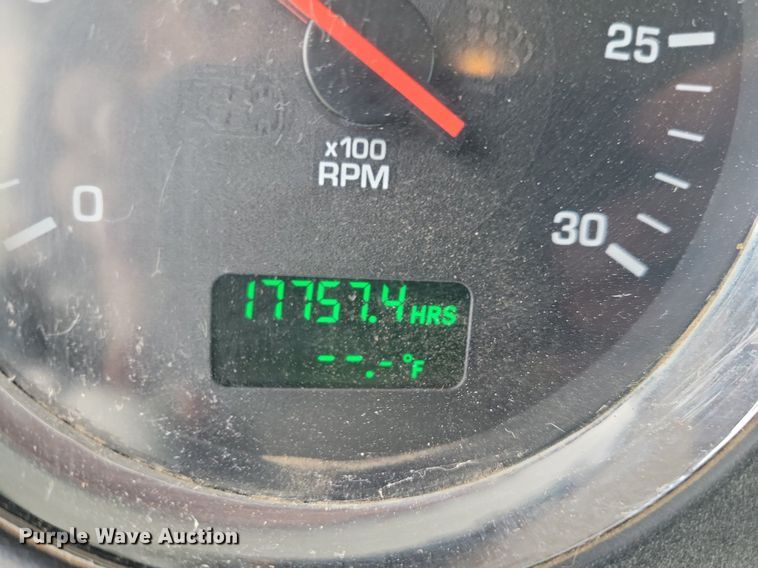 25
x100
RPM
0
30
17757.4 HRS
--.- °F
Purple Wave Auction